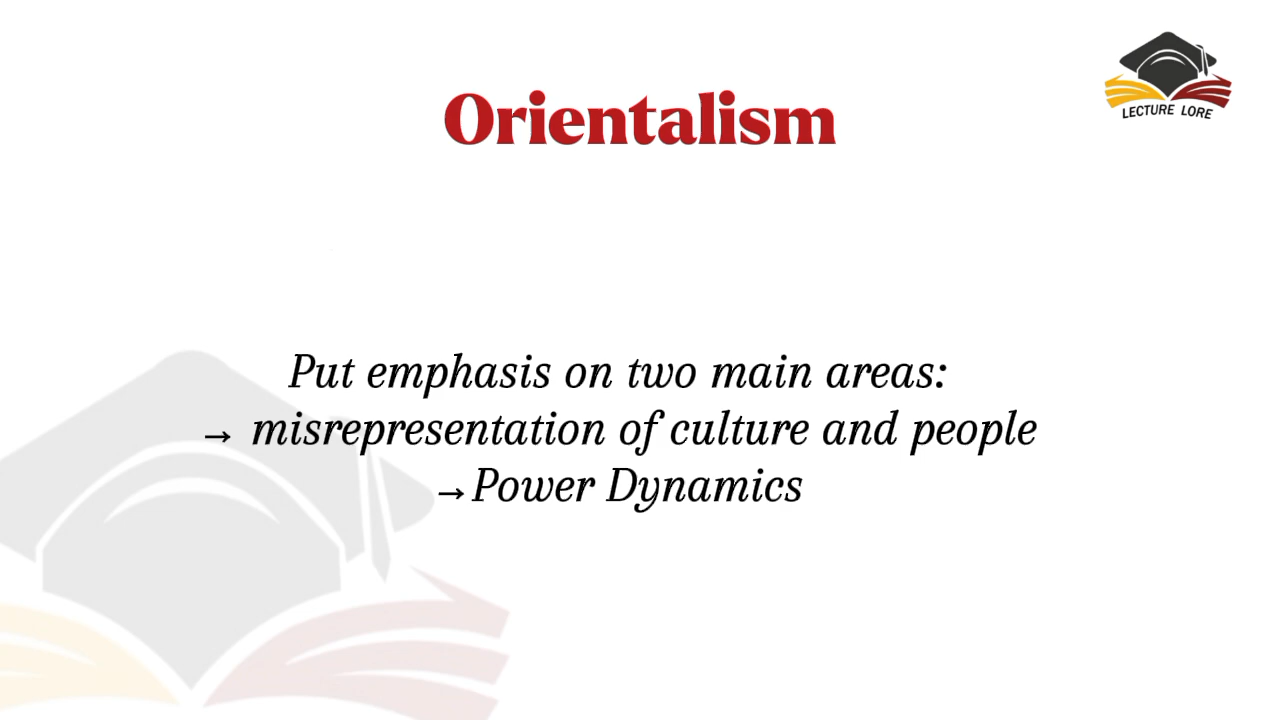 LECTURE LORE
Orientalism
Put emphasis on two main areas:
→ misrepresentation of culture and people
→Power Dynamics